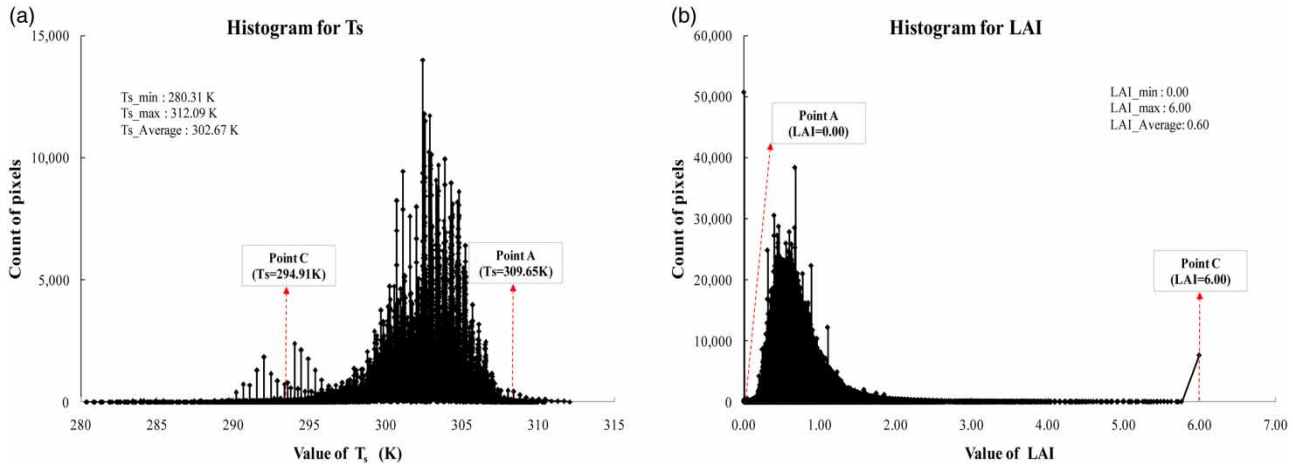 (a)
Histogram for Ts
15,000
10,000
5,000
0
Count of pixels
Ts_min : 280.31 K
Ts_max : 312.09 K
Ts_Average : 302.67 K
Point C
(Ts=294.91K)
Point A
(Ts=309.65K)
280
285
290
295
300
305
310
315
Value of Ts (K)
(b)
Histogram for LAI
60,000
50,000
40,000
30,000
20,000
10,000
0
Count of pixels
Point A
(LAI=0.00)
LAI_min : 0.00
LAI_max : 6.00
LAI_Average: 0.60
Point C
(LAI=6.00)
0.00
1.00
2.00
3.00
4.00
5.00
6.00
7.00
Value of LAI